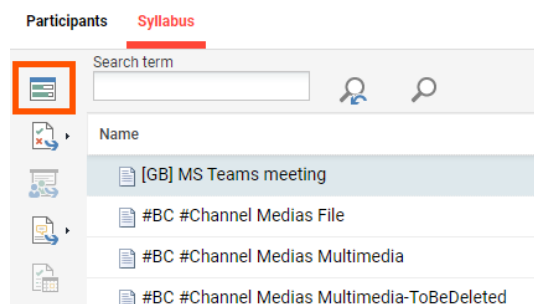 Participants Syllabus
Search term
Name
[GB] MS Teams meeting
#BC #Channel Medias File
#BC #Channel Medias Multimedia
#BC #Channel Medias Multimedia-ToBeDeleted